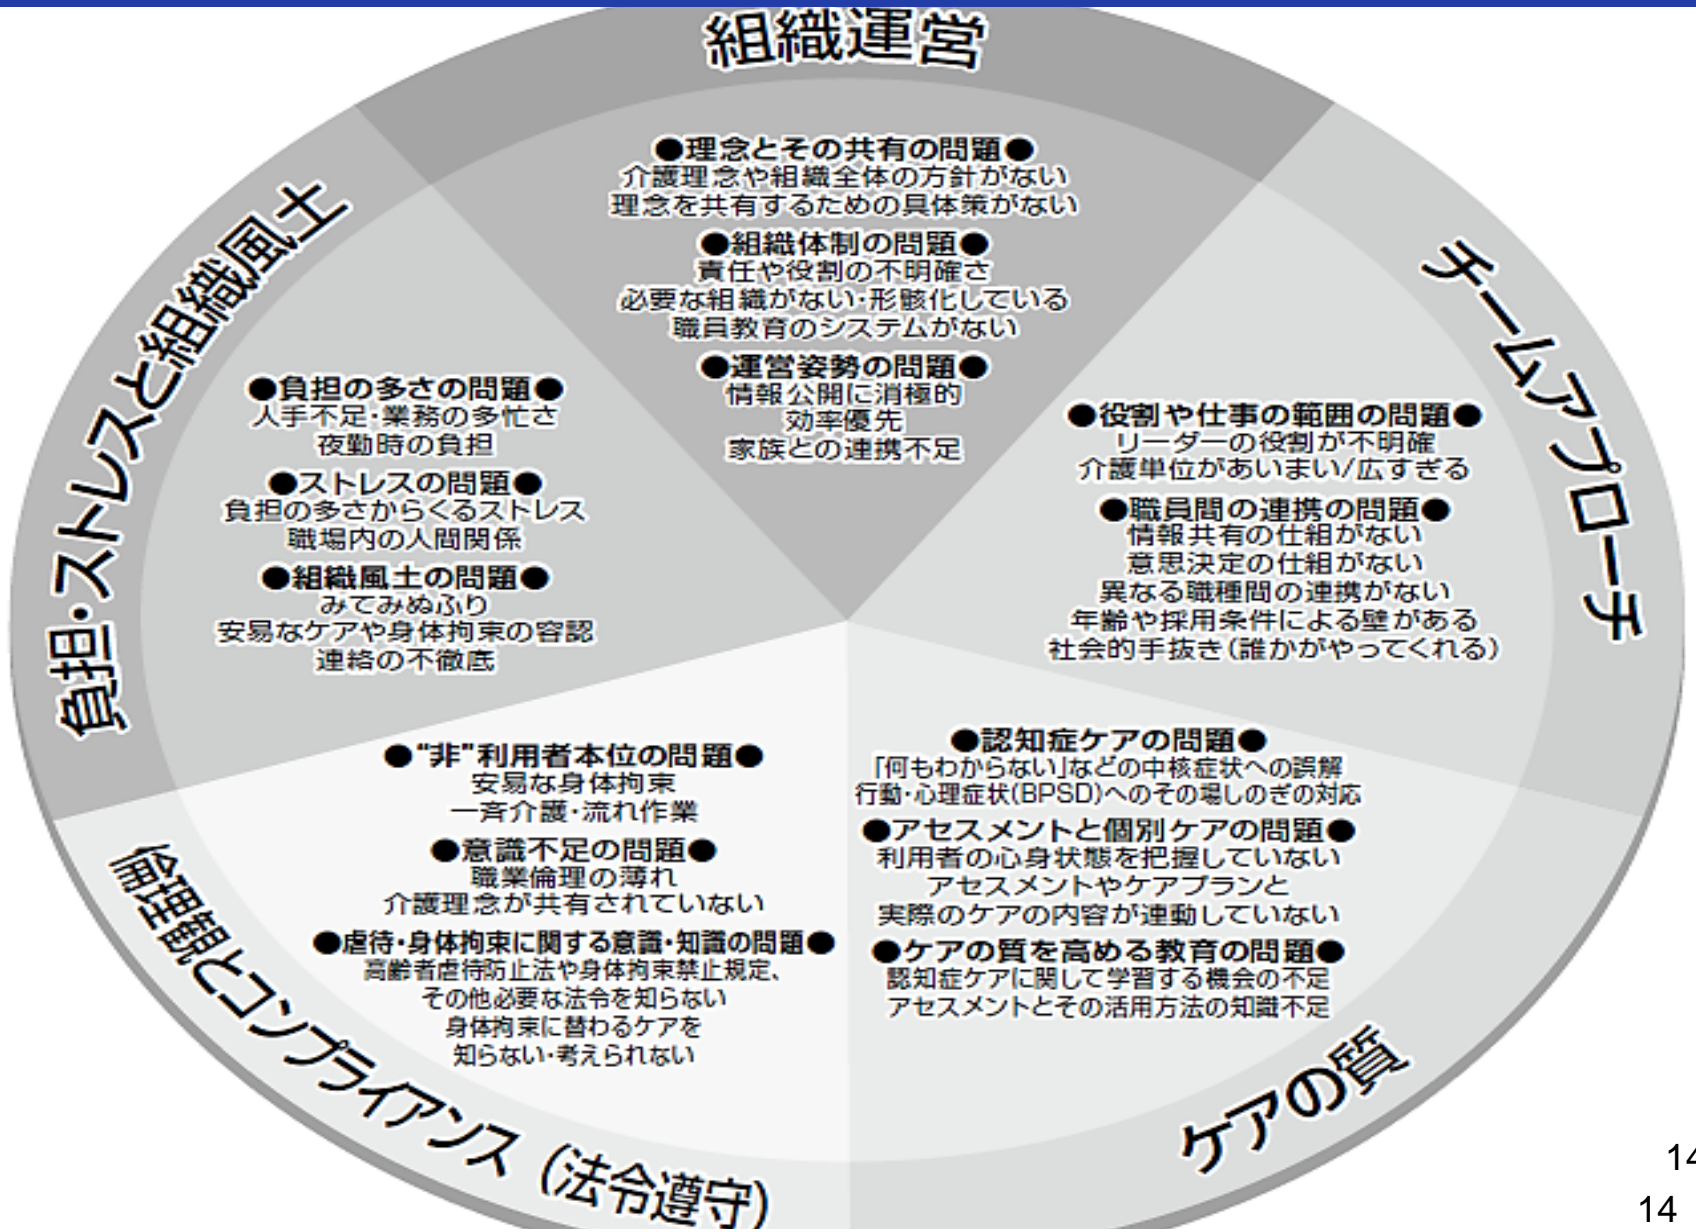 組織運営
●理念とその共有の問題●
介護理念や組織全体の方針がない
理念を共有するための具体策がない
●組織体制の問題●
責任や役割の不明確さ
必要な組織がない・形骸化している
職員教育のシステムがない
●運営姿勢の問題●
情報公開に消極的
効率優先
家族との連携不足
チームアプローチ
●役割や仕事の範囲の問題●
リーダーの役割が不明確
介護単位があいまい/広すぎる
●職員間の連携の問題●
情報共有の仕組がない
意思決定の仕組がない
異なる職種間の連携がない
年齢や採用条件による壁がある
社会的手抜き(誰かがやってくれる)
ケアの質
●認知症ケアの問題●
「何もわからない」などの中核症状への誤解
行動・心理症状(BPSD)へのその場しのぎの対応
●アセスメントと個別ケアの問題●
利用者の心身状態を把握していない
アセスメントやケアプランと
実際のケアの内容が連動していない
●ケアの質を高める教育の問題●
認知症ケアに関して学習する機会の不足
アセスメントとその活用方法の知識不足
倫理観とコンプライアンス（法令遵守）
●“非"利用者本位の問題●
安易な身体拘束
一斉介護・流れ作業
●意識不足の問題●
職業倫理の薄れ
介護理念が共有されていない
●虐待・身体拘束に関する意識・知識の問題●
高齢者虐待防止法や身体拘束禁止規定、
その他必要な法令を知らない
身体拘束に替わるケアを
知らない・考えられない
負担・ストレスと組織風土
●負担の多さの問題●
人手不足・業務の多忙さ
夜勤時の負担
●ストレスの問題●
負担の多さからくるストレス
職場内の人間関係
●組織風土の問題●
みてみぬふり
安易なケアや身体拘束の容認
連絡の不徹底
14
14